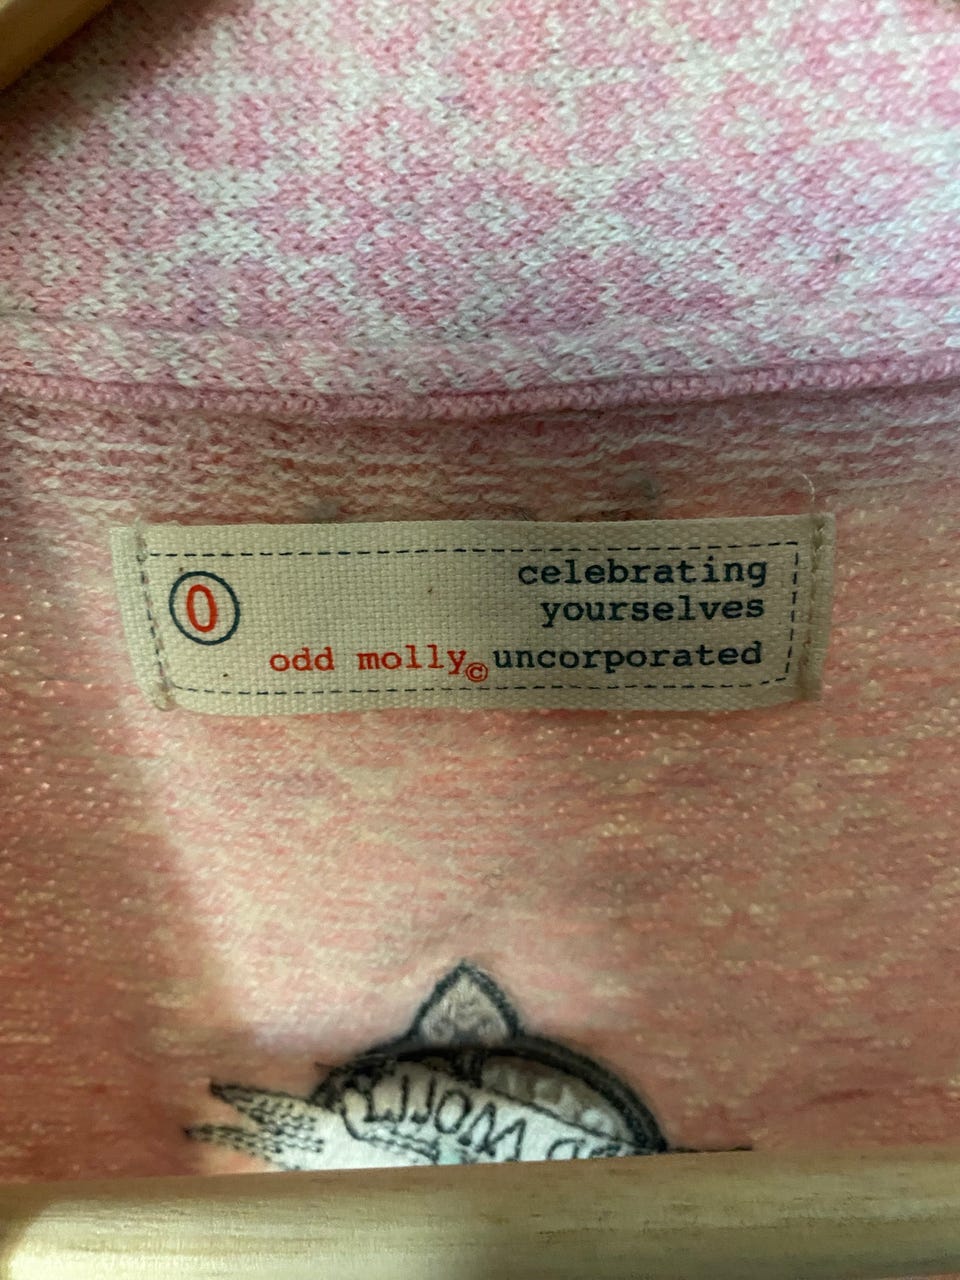 0
celebrating
yourselves
odd molly© uncorporated